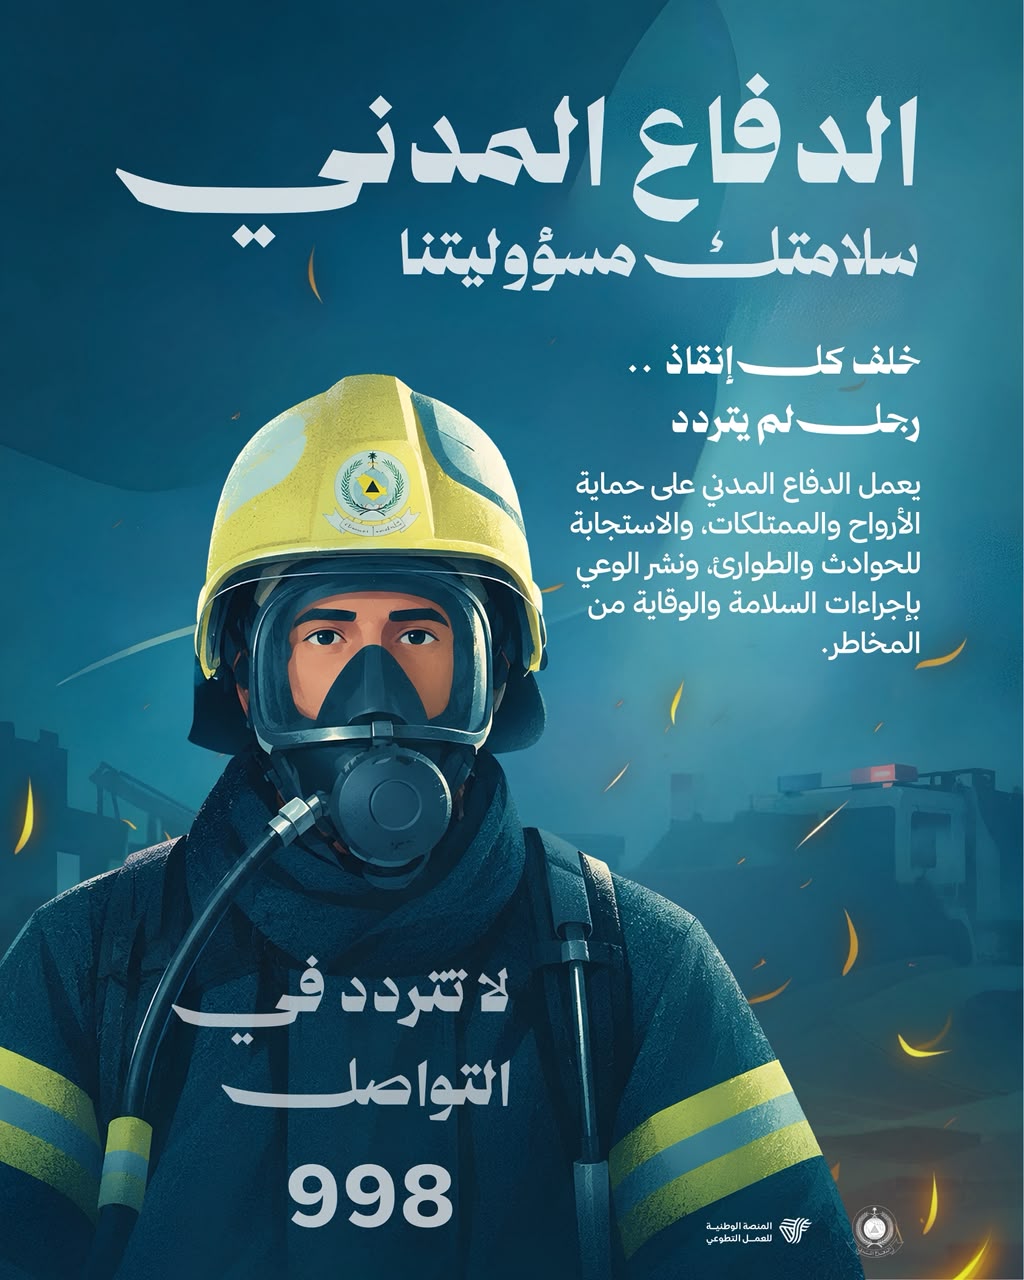 الدفاع المدني
سلامتك مسؤوليتنا
خلف كل إنقاذ ..
رجل لم يتردد
يعمل الدفاع المدني على حماية
الأرواح والممتلكات، والاستجابة
للحوادث والطوارئ، ونشر الوعي
بإجراءات السلامة والوقاية من
المخاطر.
لا تتردد في
التواصل
998
المنصة الوطنية
للعمل التطوعي